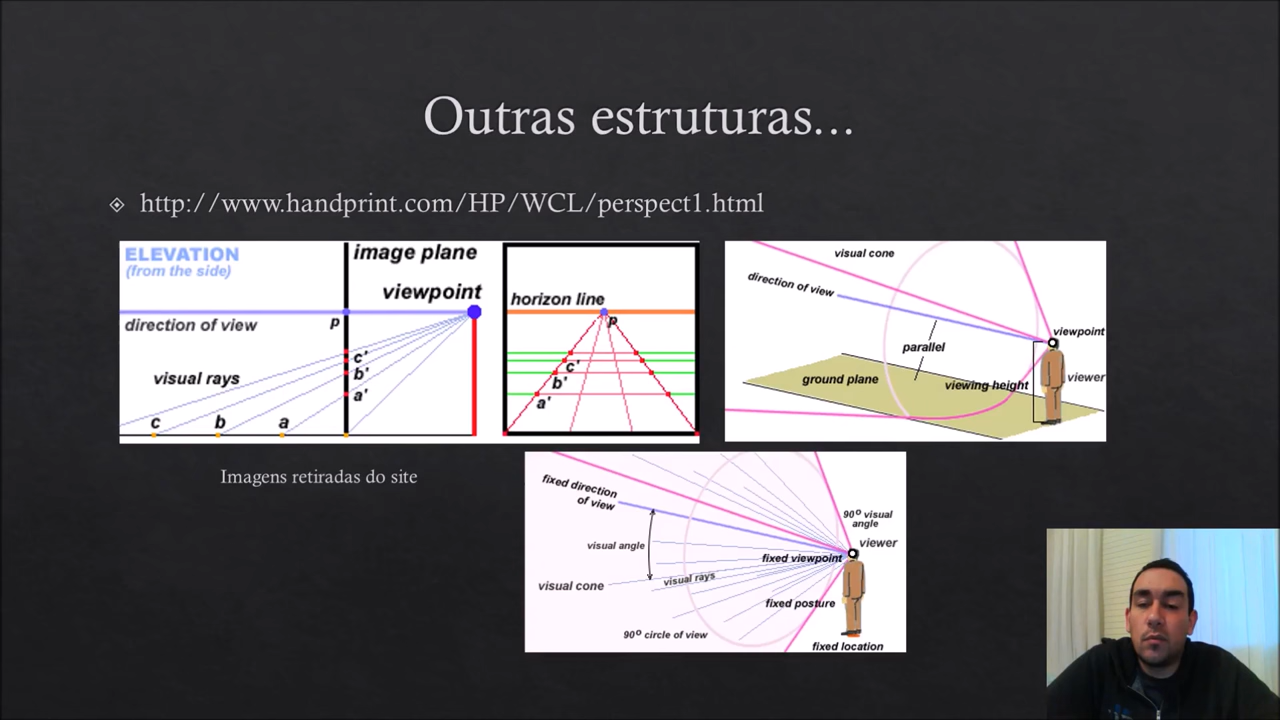 Outras estruturas...
http://www.handprint.com/HP/WCL/perspect1.html
ELEVATION
(from the side)
image plane
viewpoint
direction of view
p
visual rays
c'
b'
a'
c
b
a
horizon line
p
c'
b'
a'
visual cone
direction of view
viewpoint
parallel
ground plane
viewing height
viewer
Imagens retiradas do site
fixed direction
of view
90º visual
angle
viewer
visual angle
fixed viewpoint
visual cone
visual rays
fixed posture
90º circle of view
fixed location